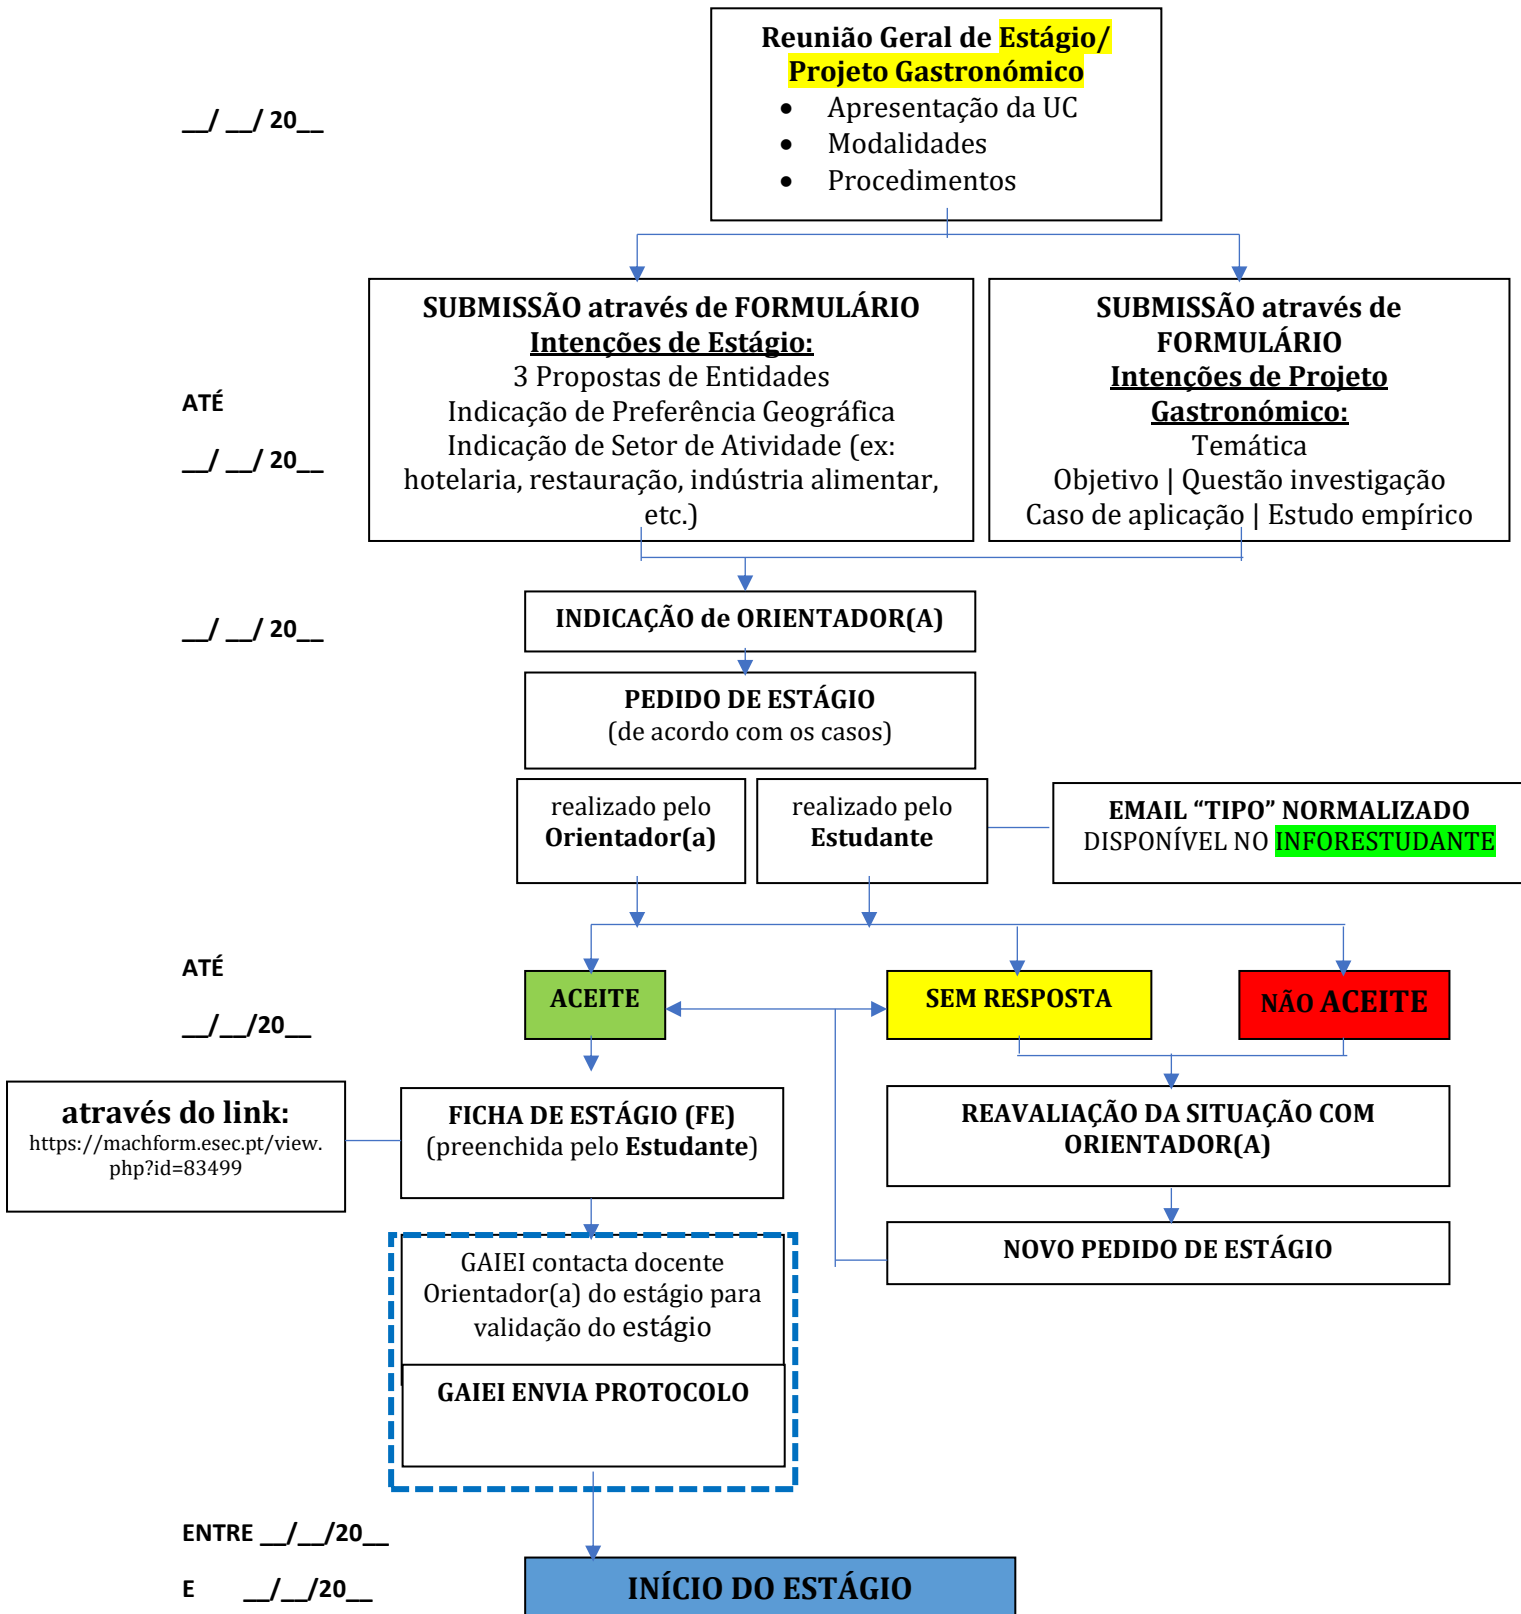 Reunião Geral de Estágio/
Projeto Gastronómico
• Apresentação da UC
• Modalidades
• Procedimentos
__/ __/ 20__
SUBMISSÃO através de FORMULÁRIO
Intenções de Estágio:
3 Propostas de Entidades
Indicação de Preferência Geográfica
Indicação de Setor de Atividade (ex:
hotelaria, restauração, indústria alimentar,
etc.)
SUBMISSÃO através de
FORMULÁRIO
Intenções de Projeto
Gastronómico:
Temática
Objetivo | Questão investigação
Caso de aplicação | Estudo empírico
ATÉ
__/ __/ 20__
__/ __/ 20__
INDICAÇÃO de ORIENTADOR(A)
PEDIDO DE ESTÁGIO
(de acordo com os casos)
realizado pelo
Orientador(a)
realizado pelo
Estudante
EMAIL “TIPO” NORMALIZADO
DISPONÍVEL NO INFORESTUDANTE
ATÉ
__/__/20__
ACEITE
SEM RESPOSTA
NÃO ACEITE
através do link:
https://machform.esec.pt/view.
php?id=83499
FICHA DE ESTÁGIO (FE)
(preenchida pelo Estudante)
REAVALIAÇÃO DA SITUAÇÃO COM
ORIENTADOR(A)
NOVO PEDIDO DE ESTÁGIO
GAIEI contacta docente
Orientador(a) do estágio para
validação do estágio
GAIEI ENVIA PROTOCOLO
ENTRE __/__/20__
E __/__/20__
INÍCIO DO ESTÁGIO